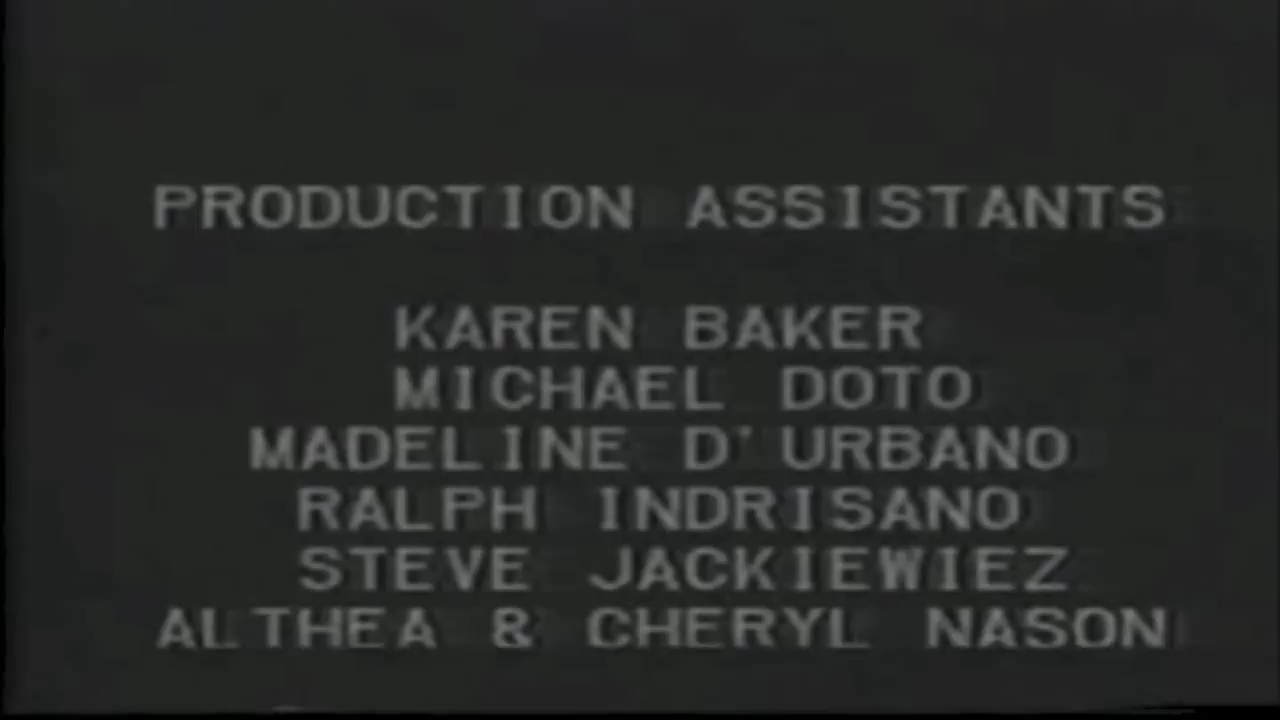 PRODUCTION ASSISTANTS
KAREN BAKER
MICHAEL DOTO
MADELINE D'URBANO
RALPH INDRISANO
STEVE JACKIEWIEZ
ALTHEA & CHERYL NASON